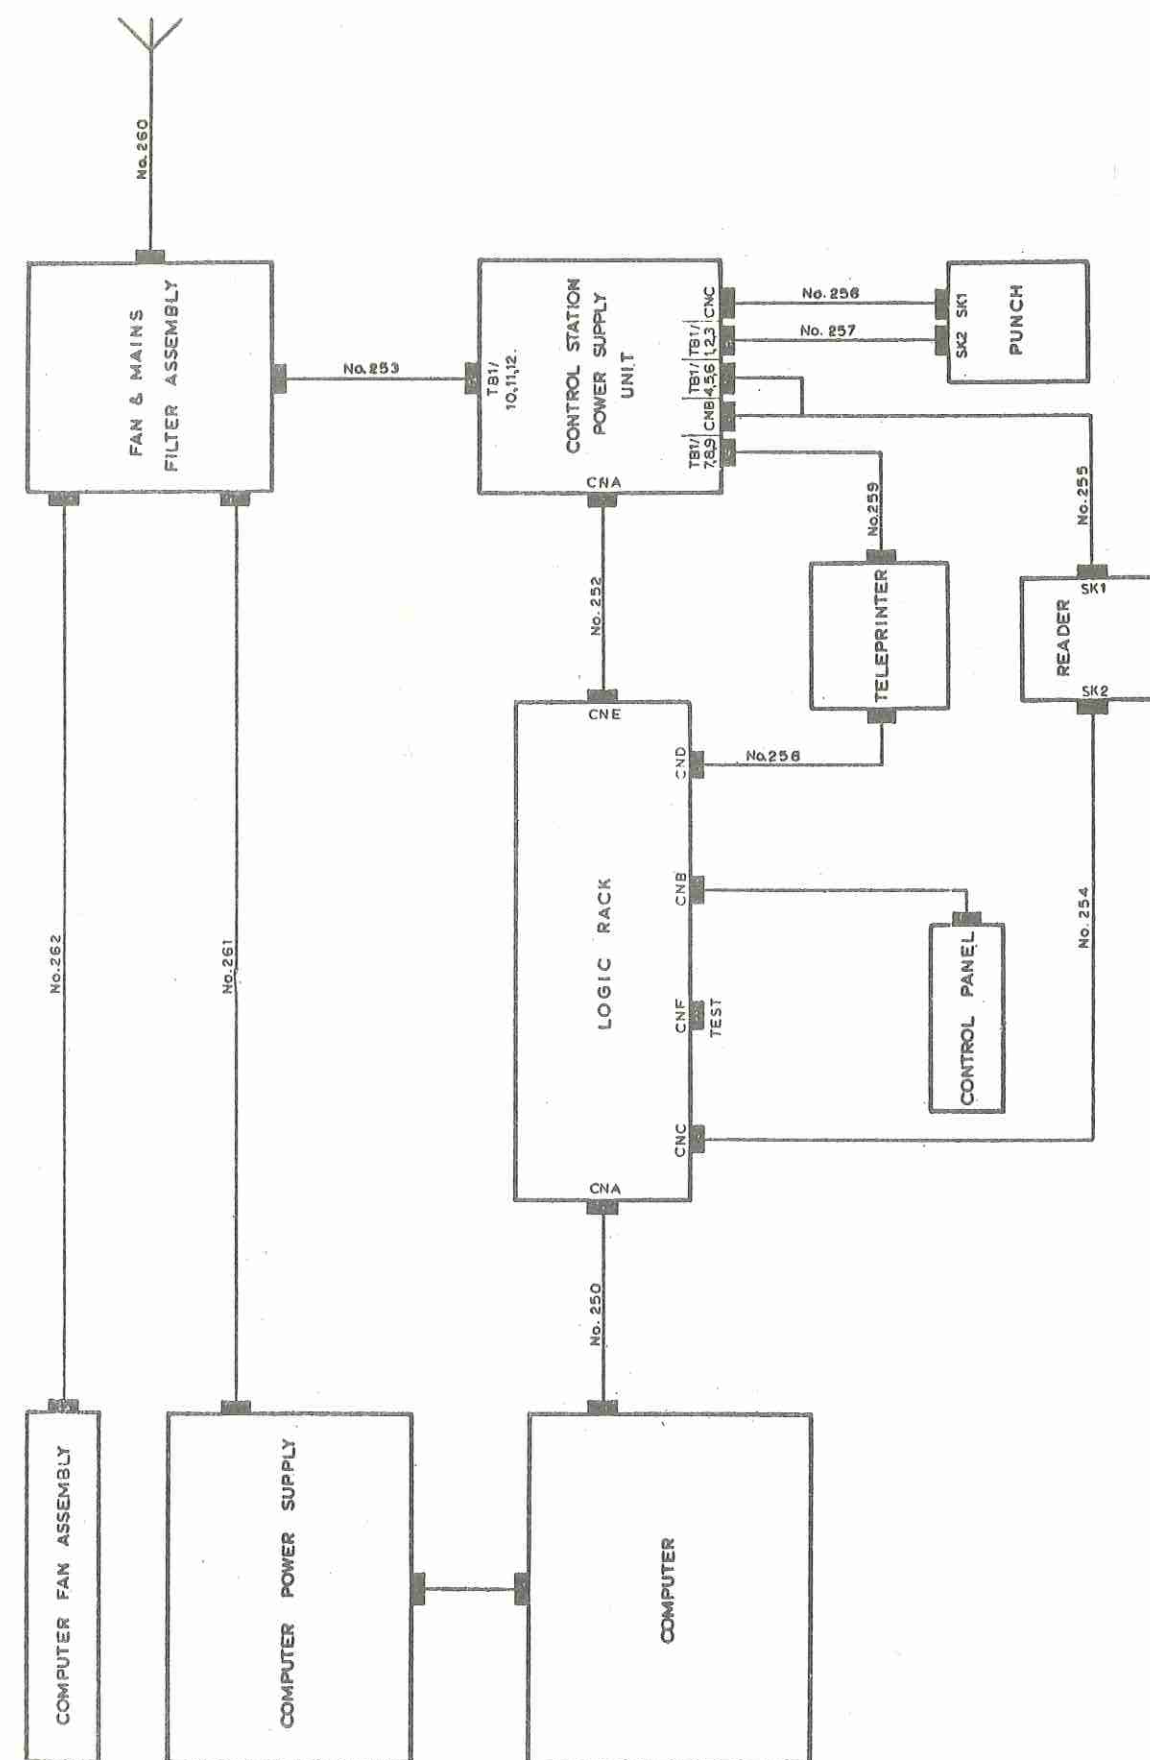 No.260
FAN & MAINS
FILTER ASSEMBLY
No.253
TB1/
10,11,12.
CONTROL STATION
POWER SUPPLY
UNIT
CNC
TB1/
1,2,3
TB1/
4,5,6
CNB
TB1/
7,8,9
CNA
No.256
No.257
SK1
SK2
PUNCH
No.259
No.255
No.252
TELEPRINTER
SK1
READER
SK2
CNE
CND
No.256
LOGIC RACK
CNB
CNF
TEST
CNC
CNA
CONTROL PANEL
No.254
No.262
No.261
No.250
COMPUTER FAN ASSEMBLY
COMPUTER POWER SUPPLY
COMPUTER